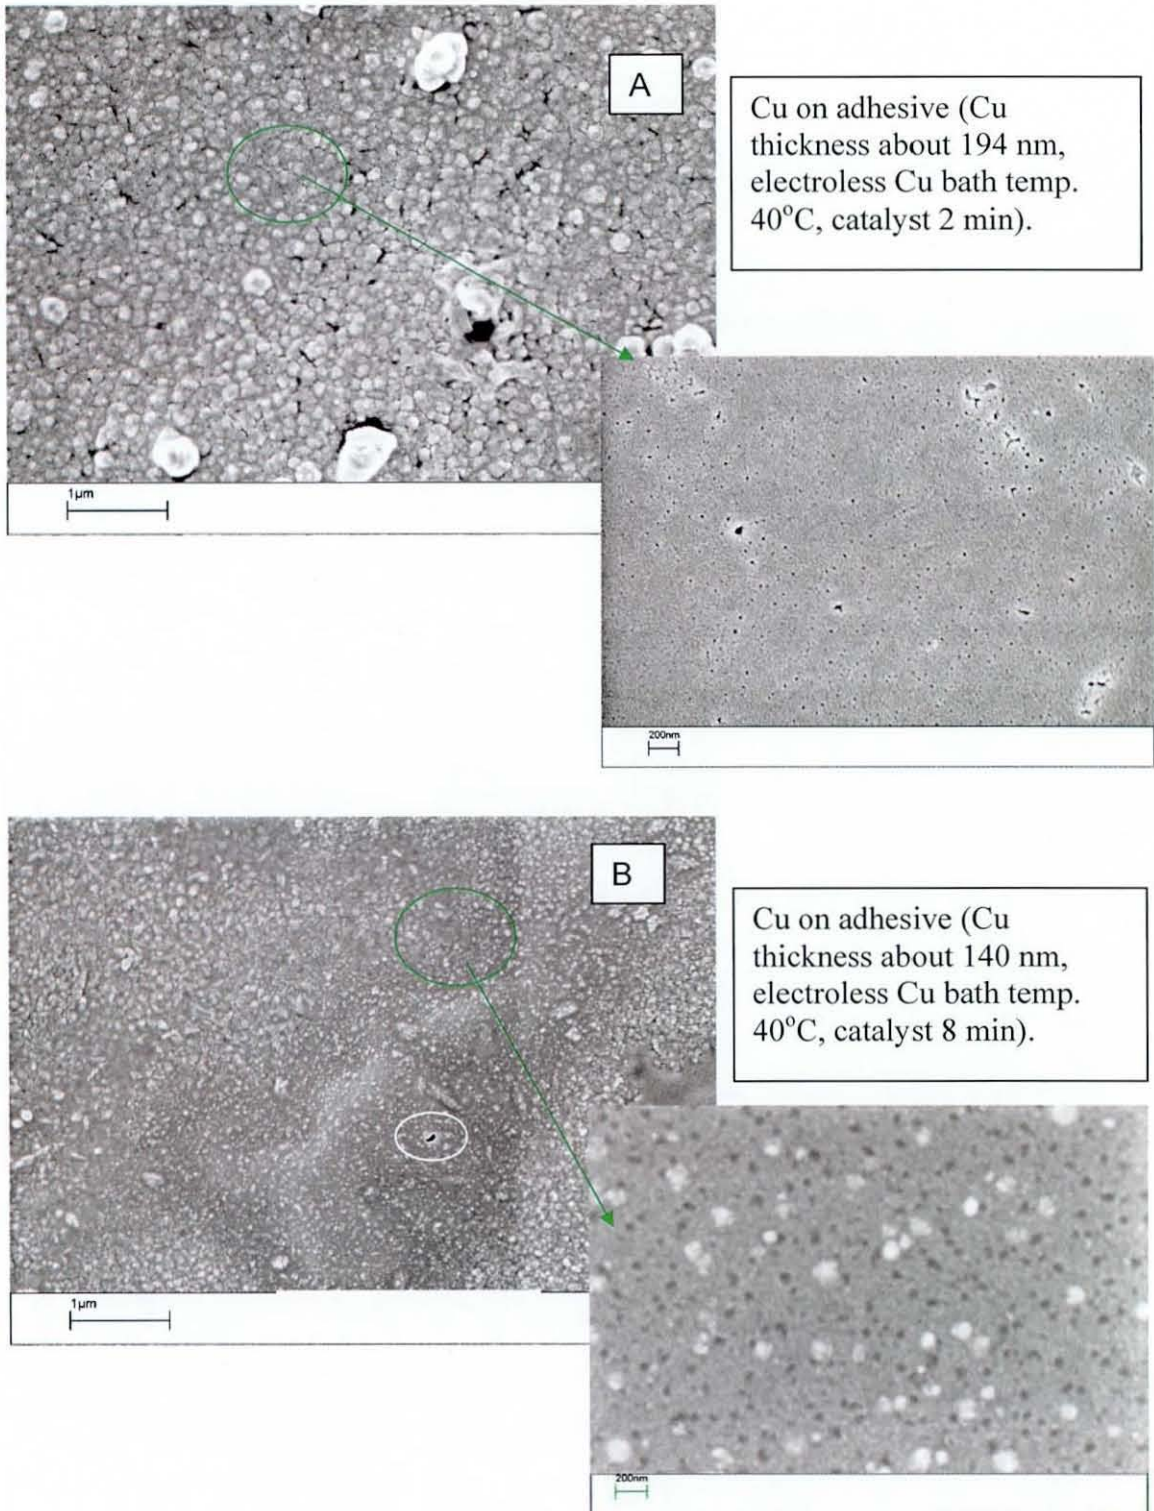 A
Cu on adhesive (Cu
thickness about 194 nm,
electroless Cu bath temp.
40°C, catalyst 2 min).
1µm
200nm
B
Cu on adhesive (Cu
thickness about 140 nm,
electroless Cu bath temp.
40°C, catalyst 8 min).
1µm
200nm